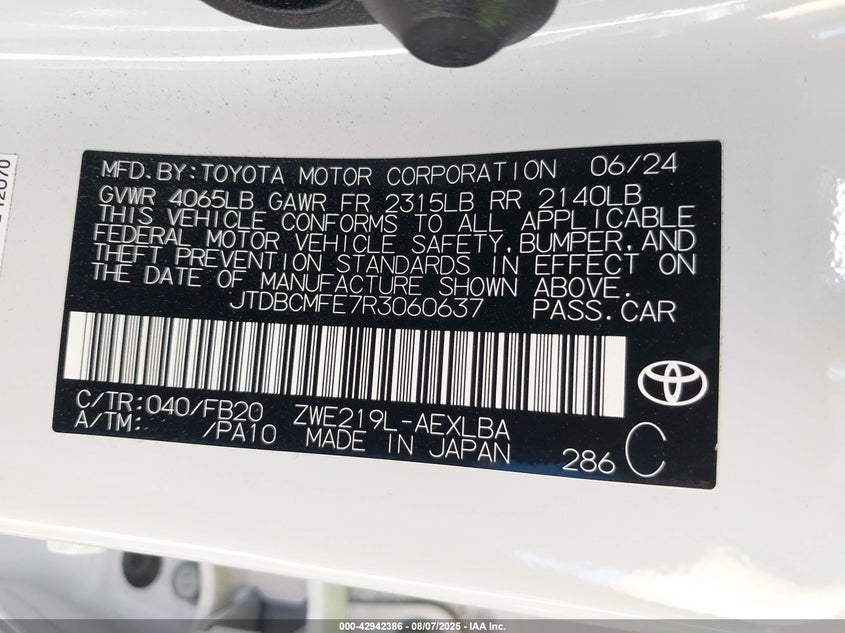 MFD.BY:TOYOTA MOTOR CORPORATION 06/24
GVWR 4065LB GAWR FR 2315LB RR 2140LB
THIS VEHICLE CONFORMS TO ALL APPLICABLE
FEDERAL MOTOR VEHICLE SAFETY,BUMPER,AND
THEFT PREVENTION STANDARDS IN EFFECT ON
THE DATE OF MANUFACTURE SHOWN ABOVE.
JTDBCMFE7R3060637 PASS.CAR
C/TR:040/FB20 ZWE219L-AEXLBA
A/TM: /PA10 MADE IN JAPAN
286 C
000-42942386 - 08/07/2025 - IAA Inc.